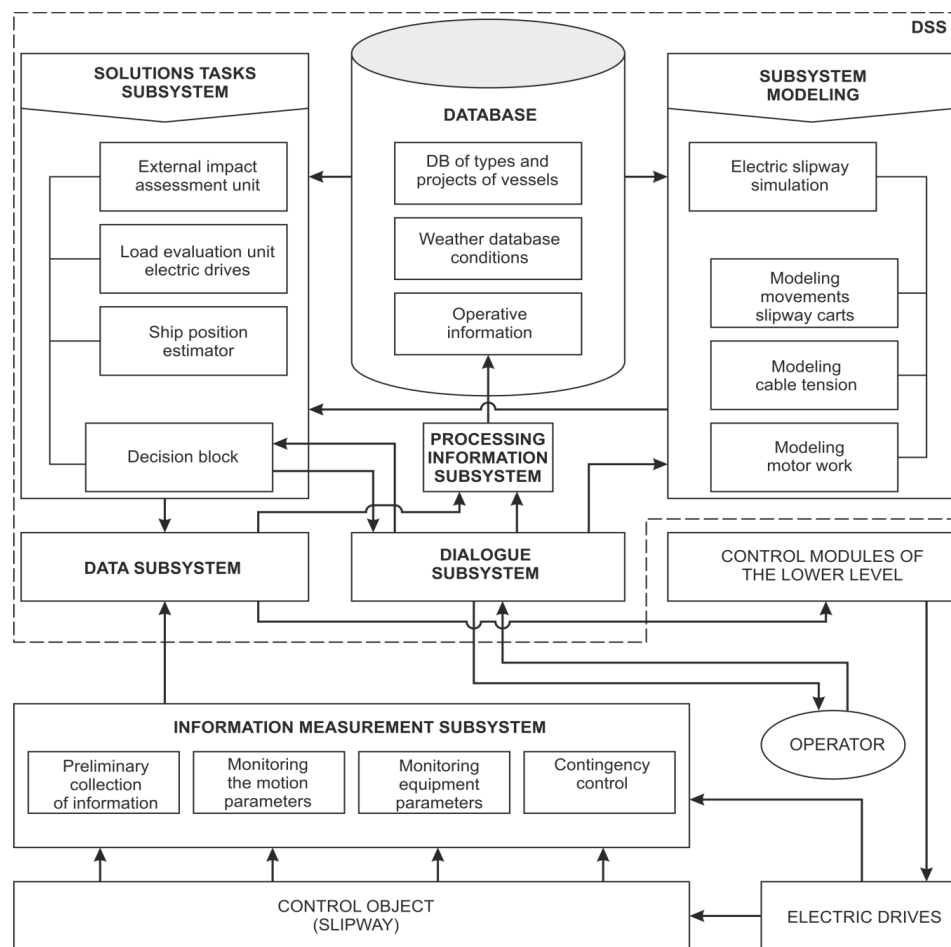 DSS
SOLUTIONS TASKS
SUBSYSTEM
External impact
assessment unit
Load evaluation unit
electric drives
Ship position
estimator
Decision block
DATABASE
DB of types and
projects of vessels
Weather database
conditions
Operative
information
SUBSYSTEM
MODELING
Electric slipway
simulation
Modeling
movements
slipway carts
Modeling
cable tension
Modeling
motor work
PROCESSING
INFORMATION
SUBSYSTEM
DATA SUBSYSTEM
DIALOGUE
SUBSYSTEM
CONTROL MODULES OF
THE LOWER LEVEL
INFORMATION MEASUREMENT SUBSYSTEM
Preliminary
collection
of information
Monitoring
the motion
parameters
Monitoring
equipment
parameters
Contingency
control
OPERATOR
CONTROL OBJECT
(SLIPWAY)
ELECTRIC DRIVES